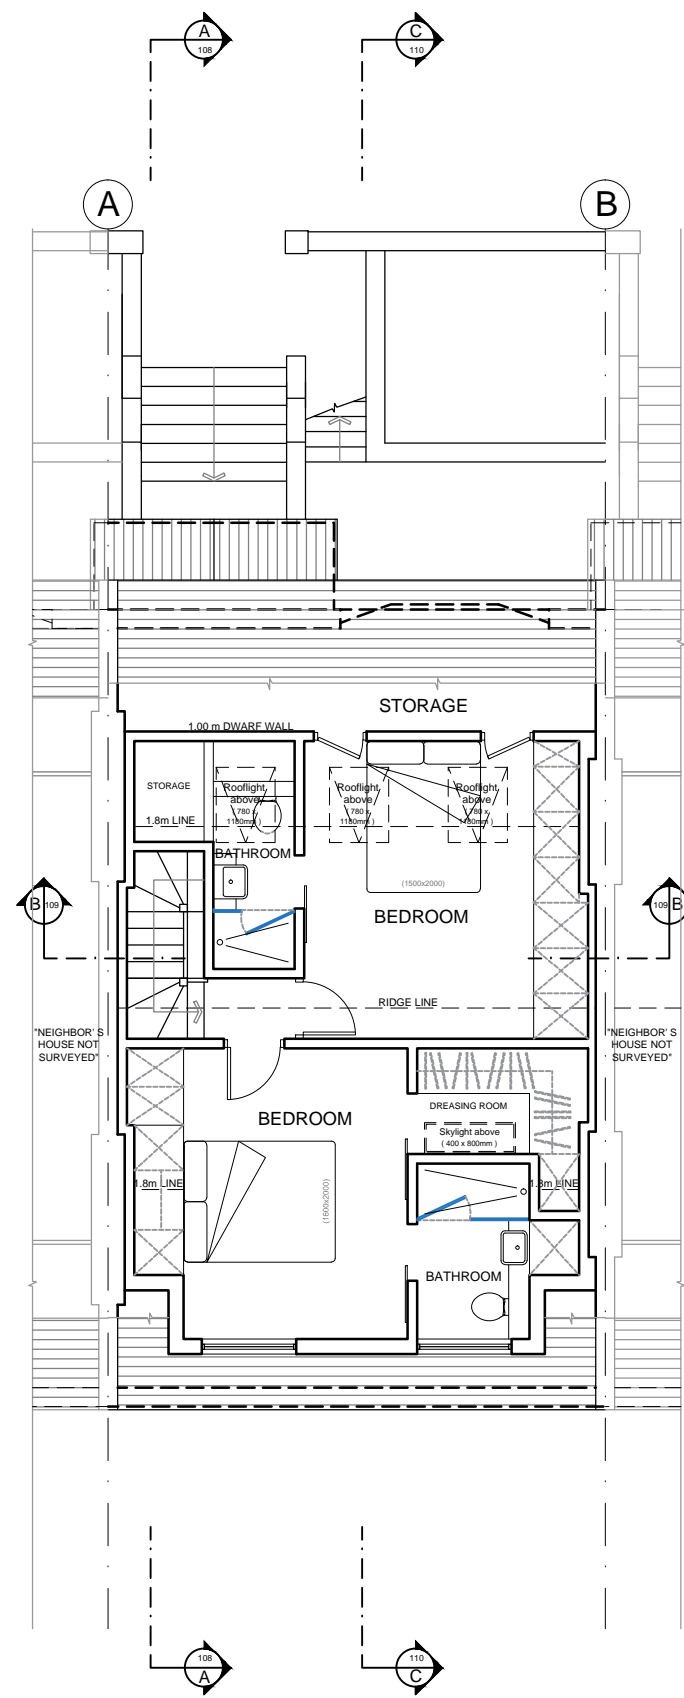 A
108
C
110
A
B
STORAGE
1.00 m DWARF WALL
STORAGE
Rooflight
above
( 780 x
1180mm )
Rooflight
above
( 780 x
1180mm )
Rooflight
above
( 780 x
1180mm )
1.8m LINE
BATHROOM
(1500x2000)
BEDROOM
B
109
109
B
RIDGE LINE
"NEIGHBOR' S
HOUSE NOT
SURVEYED"
"NEIGHBOR' S
HOUSE NOT
SURVEYED"
BEDROOM
DREASING ROOM
Skylight above
( 400 x 800mm )
1.8m LINE
1.8m LINE
(1600x2000)
BATHROOM
108
A
110
C